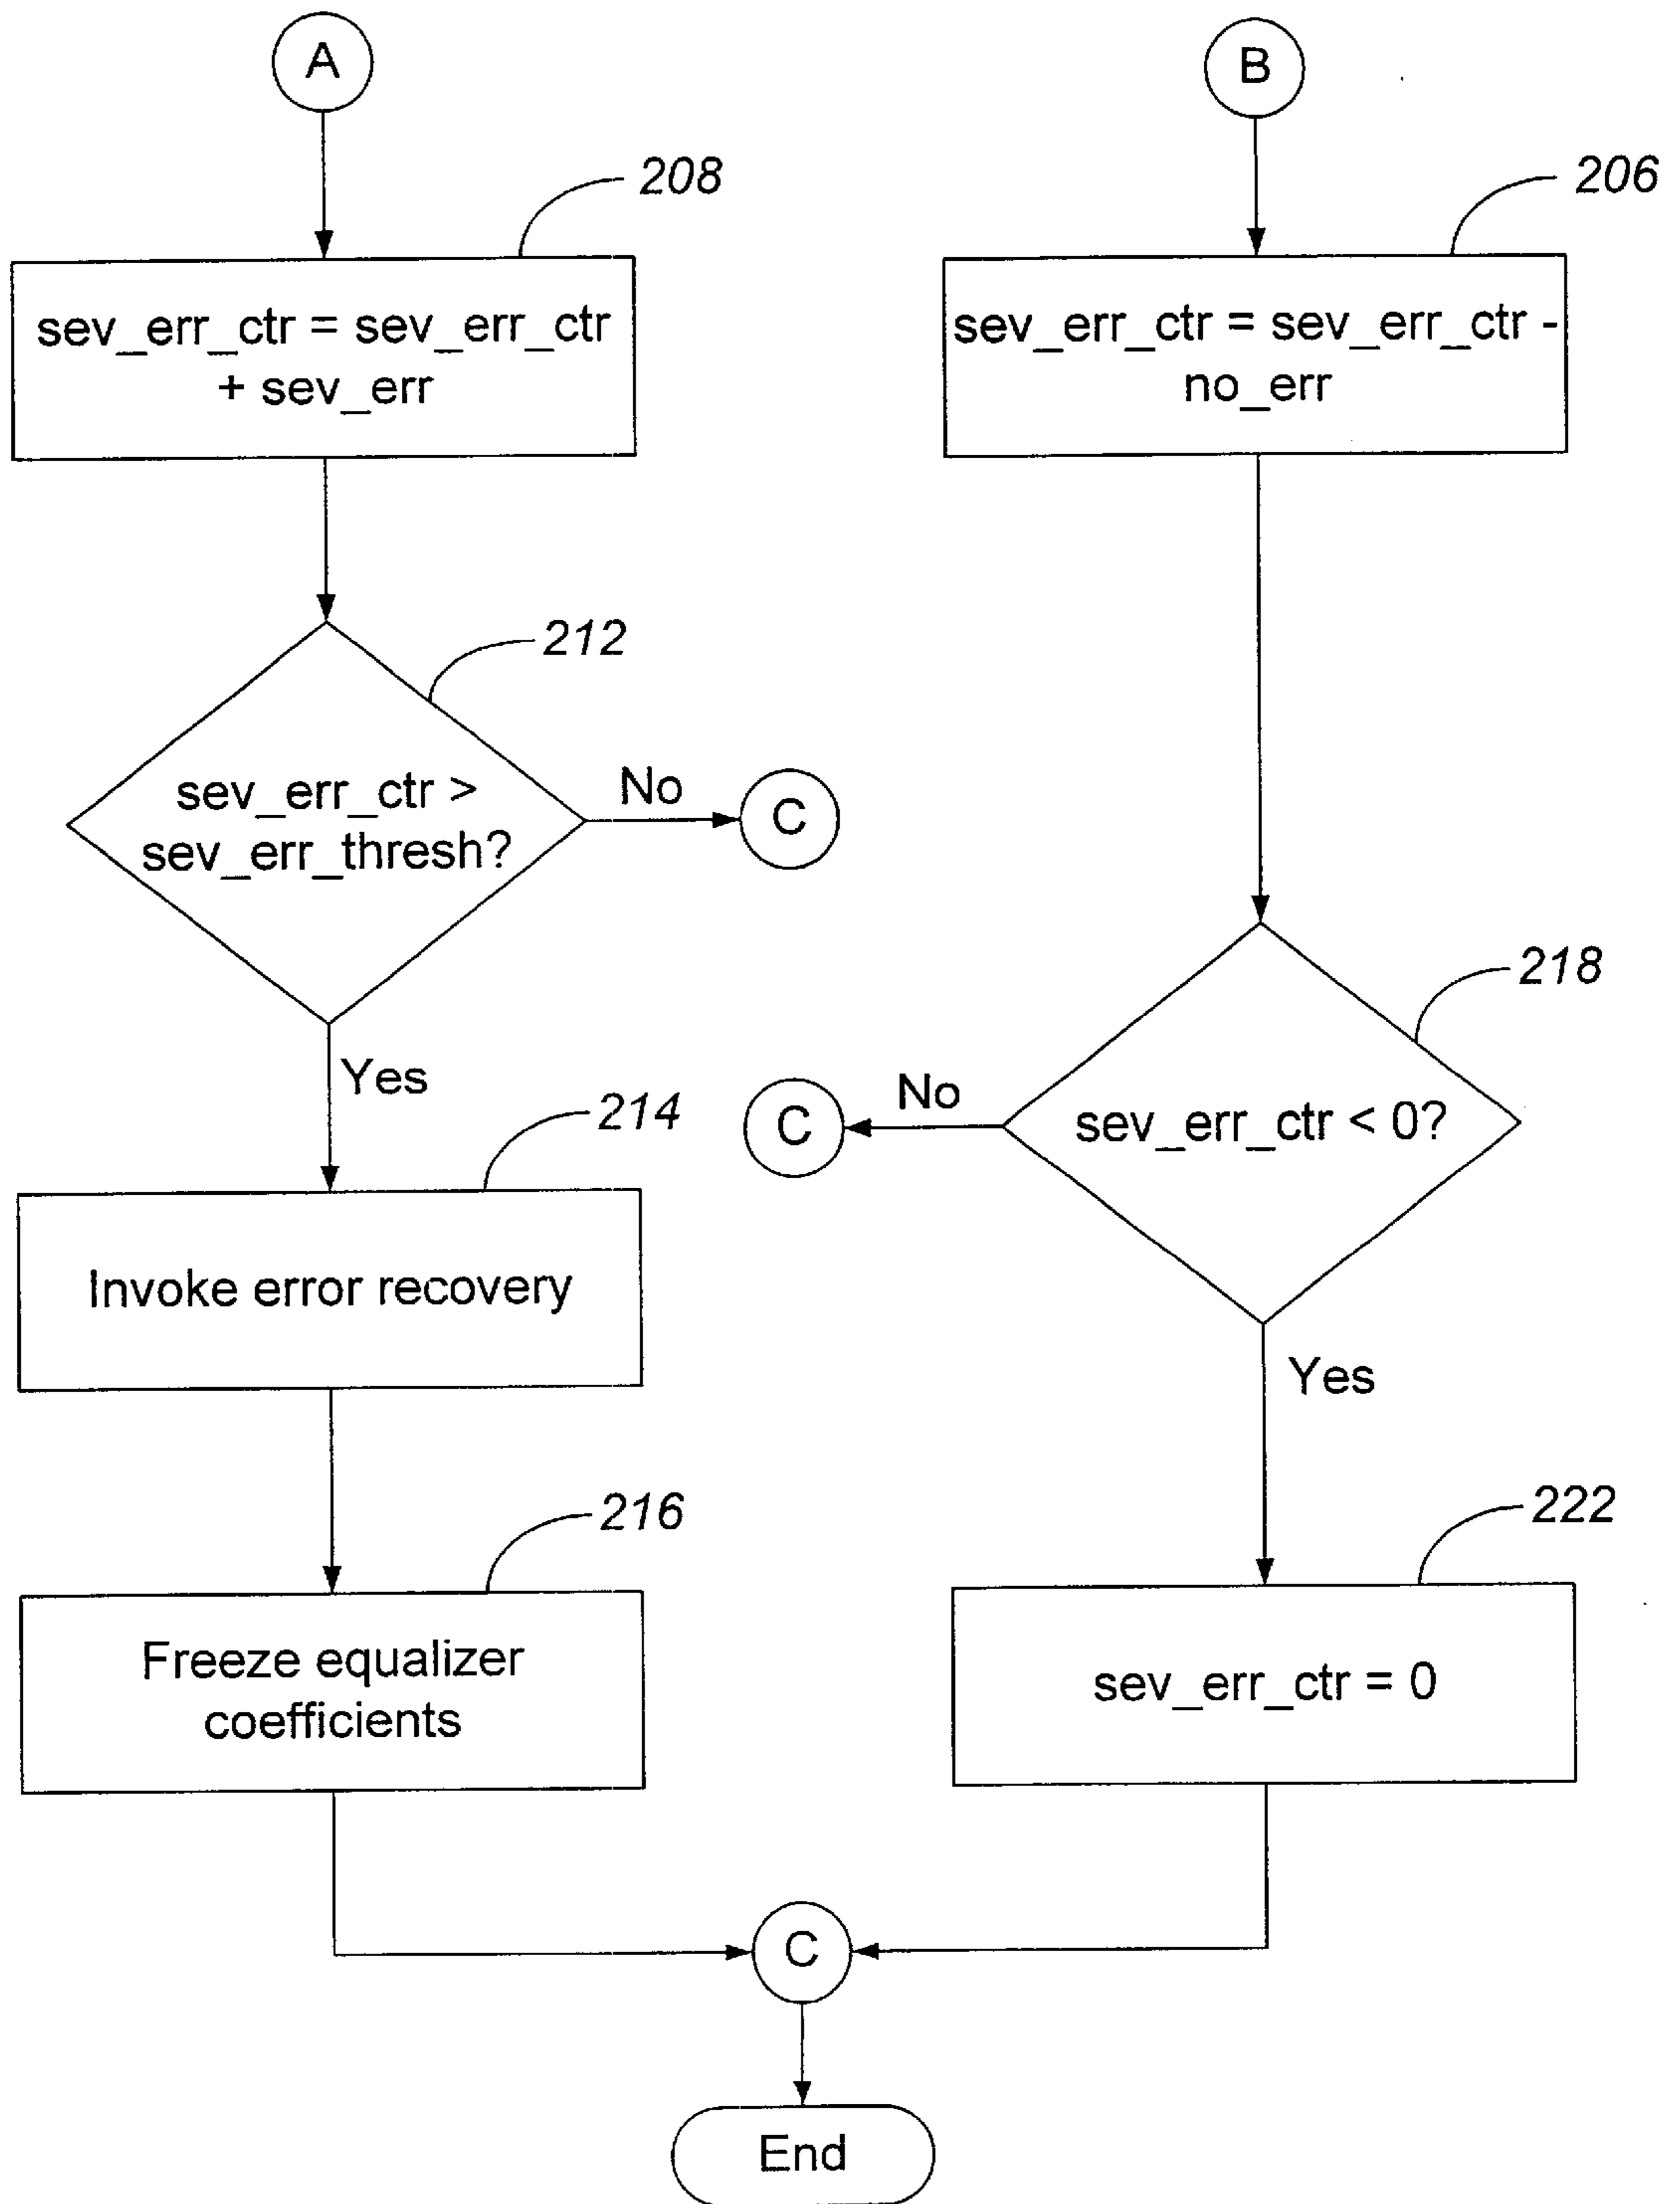 A
208
sev_err_ctr = sev_err_ctr
+ sev_err
212
sev_err_ctr >
sev_err_thresh?
No
C
Yes
214
Invoke error recovery
216
Freeze equalizer
coefficients
B
206
sev_err_ctr = sev_err_ctr -
no_err
218
sev_err_ctr < 0?
No
C
Yes
222
sev_err_ctr = 0
C
End